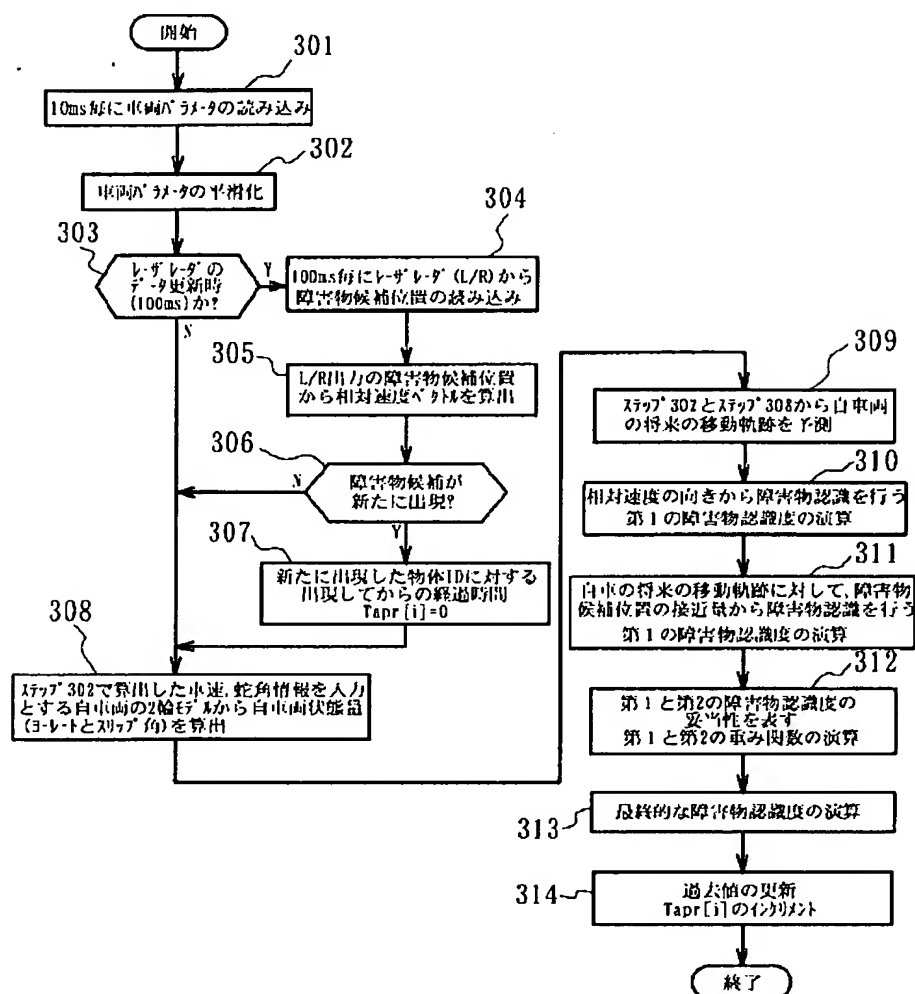 開始
301
10ms毎に車両パラメータの読み込み
302
車両パラメータの平滑化
303
レーザレーダの
データ更新時
(100ms)か?
Y
N
304
100ms毎にレーザレーダ(L/R)から
障害物候補位置の読み込み
305
L/R出力の障害物候補位置
から相対速度ベクトルを算出
306
障害物候補が
新たに出現?
N
Y
307
新たに出現した物体IDに対する
出現してからの経過時間
Tapr[i]=0
308
ステップ302で算出した車速,蛇角情報を入力
とする自車両の2輪モデルから自車両状態量
(ヨーレートとスリップ角)を算出
309
ステップ302とステップ308から自車両
の将来の移動軌跡を予測
310
相対速度の向きから障害物認識を行う
第1の障害物認識度の演算
311
自車の将来の移動軌跡に対して,障害物
候補位置の接近量から障害物認識を行う
第1の障害物認識度の演算
312
第1と第2の障害物認識度の
妥当性を表す
第1と第2の重み関数の演算
313
最終的な障害物認識度の演算
314
過去値の更新
Tapr[i]のインクリメント
終了